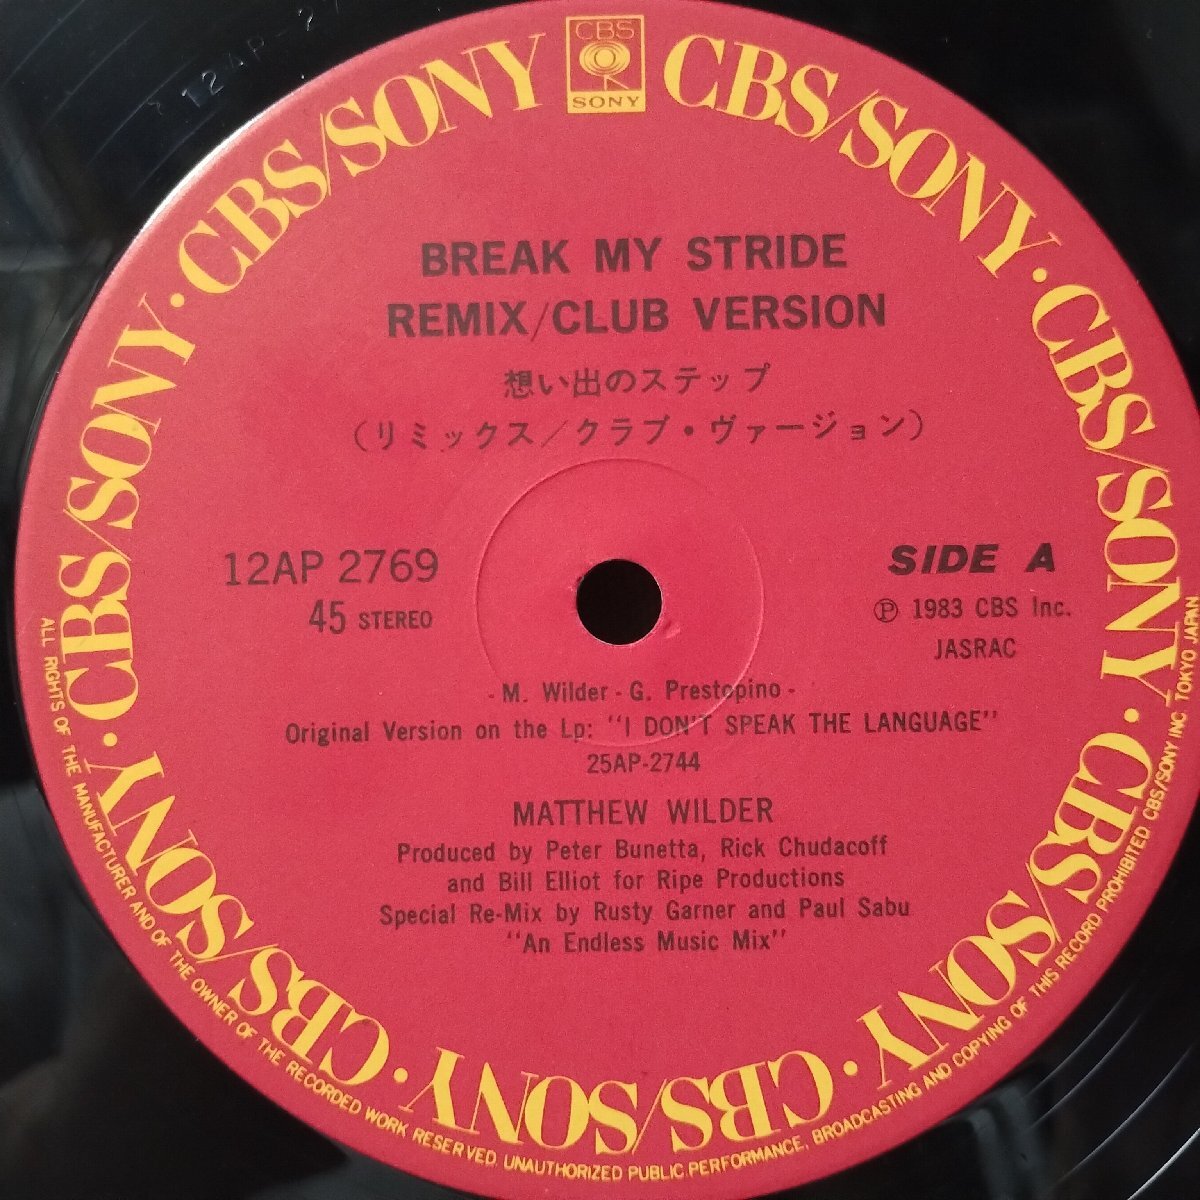 12AP-2
CBS
SONY
CBS/SONY · CBS/SONY · CBS/SONY · CBS/SONY · CBS/SONY · CBS/SONY · CBS/SONY · CBS/SONY
BREAK MY STRIDE
REMIX/CLUB VERSION
想い出のステップ
(リミックス/クラブ・ヴァージョン)
12AP 2769
45 STEREO
SIDE A
Ⓟ 1983 CBS Inc.
JASRAC
- M. Wilder - G. Prestopino -
Original Version on the Lp: "I DON'T SPEAK THE LANGUAGE"
25AP-2744
MATTHEW WILDER
Produced by Peter Bunetta, Rick Chudacoff
and Bill Elliot for Ripe Productions
Special Re-Mix by Rusty Garner and Paul Sabu
"An Endless Music Mix"
ALL RIGHTS OF THE MANUFACTURER AND OF THE OWNER OF THE RECORDED WORK RESERVED. UNAUTHORIZED PUBLIC PERFORMANCE, BROADCASTING AND COPYING OF THIS RECORD PROHIBITED CBS/SONY INC TOKYO JAPAN